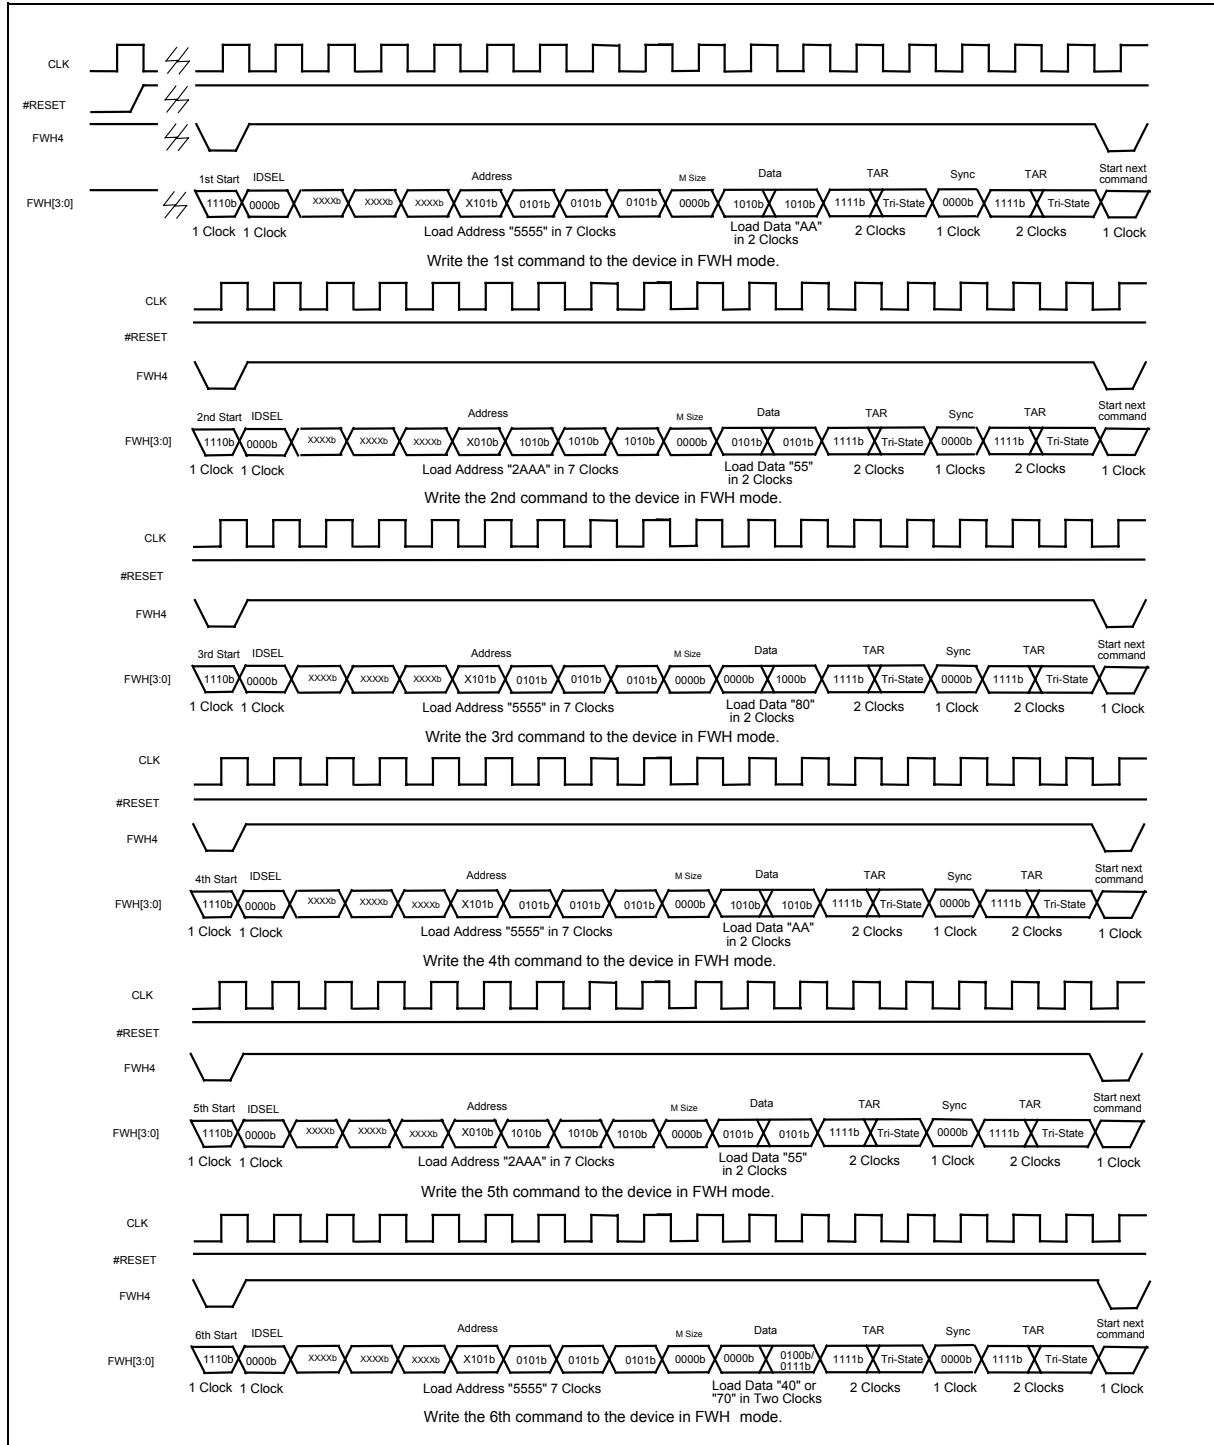 CLK
#RESET
FWH4
1st Start IDSEL Address M Size Data TAR Sync TAR Start next command
FWH[3:0] 1110b 0000b XXXXb XXXXb XXXXb X101b 0101b 0101b 0101b 0000b 1010b 1010b 1111b Tri-State 0000b 1111b Tri-State
1 Clock 1 Clock Load Address "5555" in 7 Clocks Load Data "AA" in 2 Clocks 2 Clocks 1 Clock 2 Clocks 1 Clock
Write the 1st command to the device in FWH mode.
CLK
#RESET
FWH4
2nd Start IDSEL Address M Size Data TAR Sync TAR Start next command
FWH[3:0] 1110b 0000b XXXXb XXXXb XXXXb X010b 1010b 1010b 1010b 0000b 0101b 0101b 1111b Tri-State 0000b 1111b Tri-State
1 Clock 1 Clock Load Address "2AAA" in 7 Clocks Load Data "55" in 2 Clocks 2 Clocks 1 Clocks 2 Clocks 1 Clock
Write the 2nd command to the device in FWH mode.
CLK
#RESET
FWH4
3rd Start IDSEL Address M Size Data TAR Sync TAR Start next command
FWH[3:0] 1110b 0000b XXXXb XXXXb XXXXb X101b 0101b 0101b 0101b 0000b 0000b 1000b 1111b Tri-State 0000b 1111b Tri-State
1 Clock 1 Clock Load Address "5555" in 7 Clocks Load Data "80" in 2 Clocks 2 Clocks 1 Clock 2 Clocks 1 Clock
Write the 3rd command to the device in FWH mode.
CLK
#RESET
FWH4
4th Start IDSEL Address M Size Data TAR Sync TAR Start next command
FWH[3:0] 1110b 0000b XXXXb XXXXb XXXXb X101b 0101b 0101b 0101b 0000b 1010b 1010b 1111b Tri-State 0000b 1111b Tri-State
1 Clock 1 Clock Load Address "5555" in 7 Clocks Load Data "AA" in 2 Clocks 2 Clocks 1 Clock 2 Clocks 1 Clock
Write the 4th command to the device in FWH mode.
CLK
#RESET
FWH4
5th Start IDSEL Address M Size Data TAR Sync TAR Start next command
FWH[3:0] 1110b 0000b XXXXb XXXXb XXXXb X010b 1010b 1010b 1010b 0000b 0101b 0101b 1111b Tri-State 0000b 1111b Tri-State
1 Clock 1 Clock Load Address "2AAA" in 7 Clocks Load Data "55" in 2 Clocks 2 Clocks 1 Clock 2 Clocks 1 Clock
Write the 5th command to the device in FWH mode.
CLK
#RESET
FWH4
6th Start IDSEL Address M Size Data TAR Sync TAR Start next command
FWH[3:0] 1110b 0000b XXXXb XXXXb XXXXb X101b 0101b 0101b 0101b 0000b 0000b 0100b/ 0111b 1111b Tri-State 0000b 1111b Tri-State
1 Clock 1 Clock Load Address "5555" 7 Clocks Load Data "40" or "70" in Two Clocks 2 Clocks 1 Clock 2 Clocks 1 Clock
Write the 6th command to the device in FWH mode.